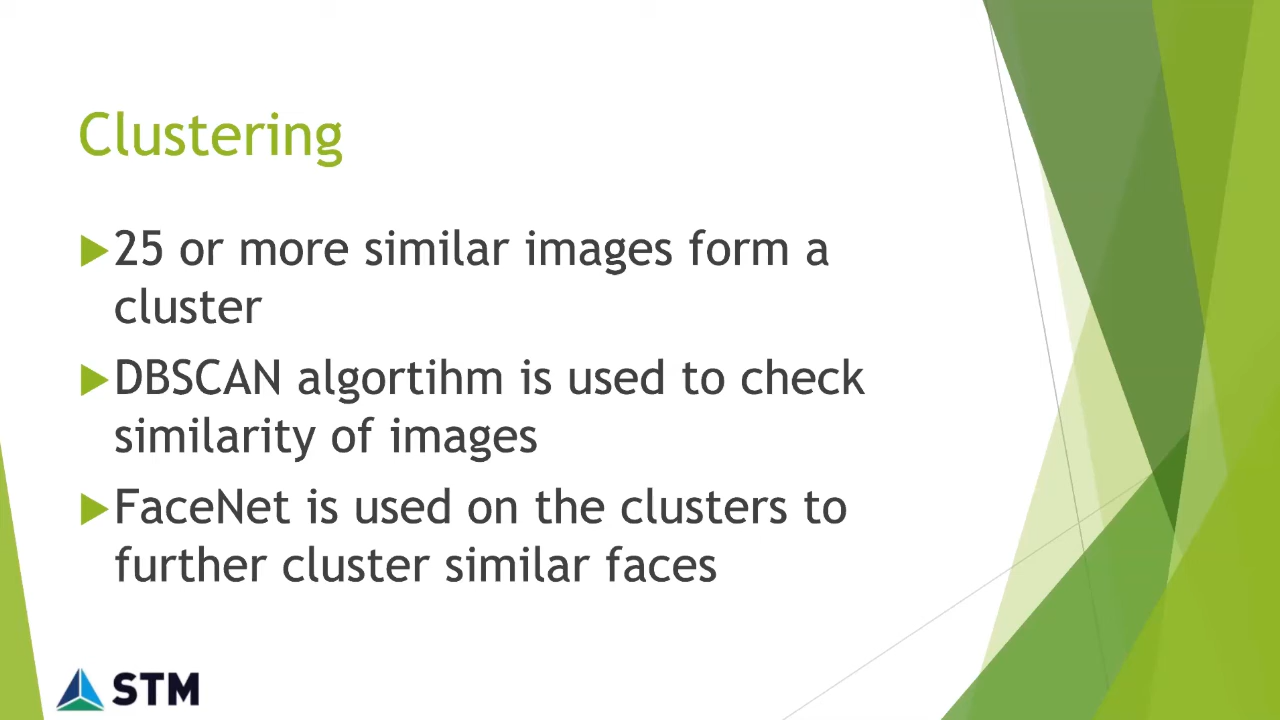 Clustering
25 or more similar images form a
cluster
DBSCAN algortihm is used to check
similarity of images
FaceNet is used on the clusters to
further cluster similar faces
STM